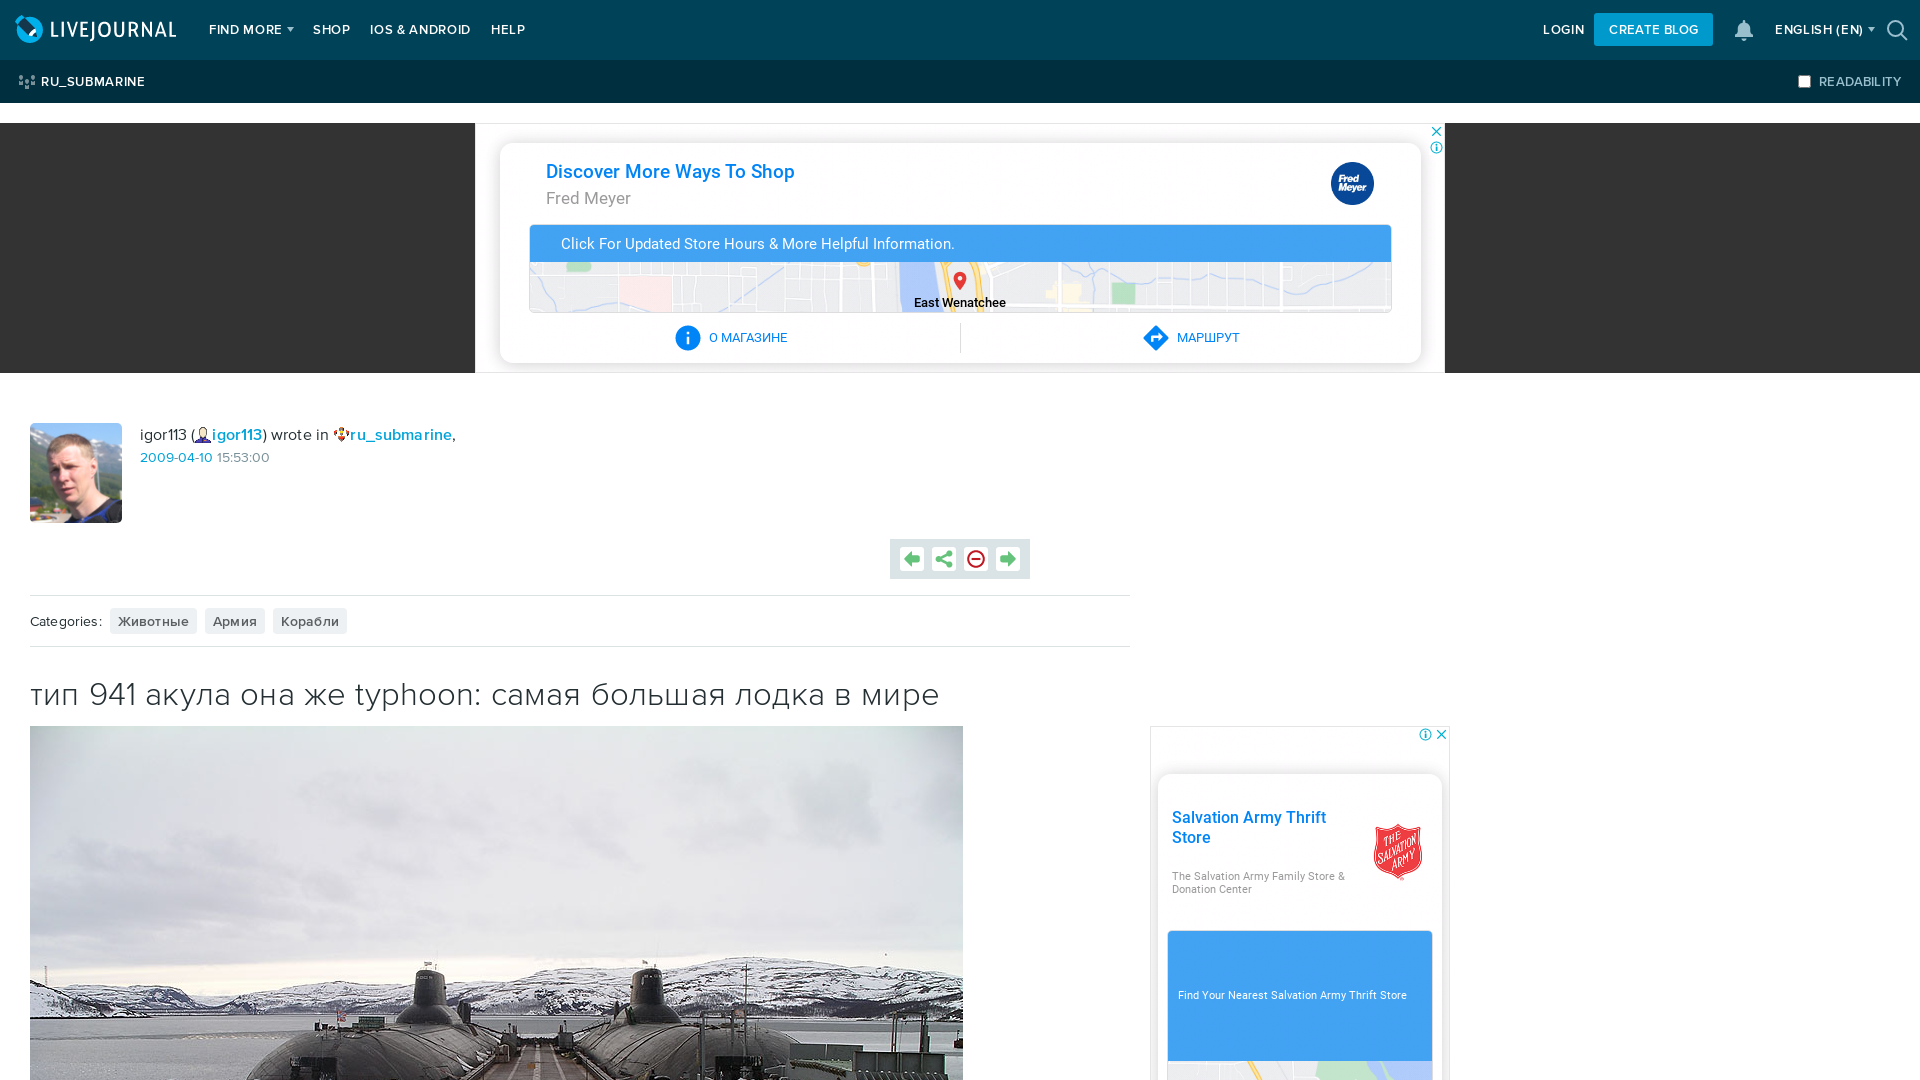 LIVEJOURNAL
FIND MORE
SHOP
IOS & ANDROID
HELP
LOGIN
CREATE BLOG
ENGLISH (EN)
RU_SUBMARINE
READABILITY
Discover More Ways To Shop
Fred Meyer
Fred Meyer
Click For Updated Store Hours & More Helpful Information.
East Wenatchee
О МАГАЗИНЕ
МАРШРУТ
igor113 (igor113) wrote in ru_submarine,
2009-04-10 15:53:00
Categories: Животные Армия Корабли
тип 941 акула она же typhoon: самая большая лодка в мире
Salvation Army Thrift
Store
THE SALVATION ARMY
The Salvation Army Family Store &
Donation Center
Find Your Nearest Salvation Army Thrift Store